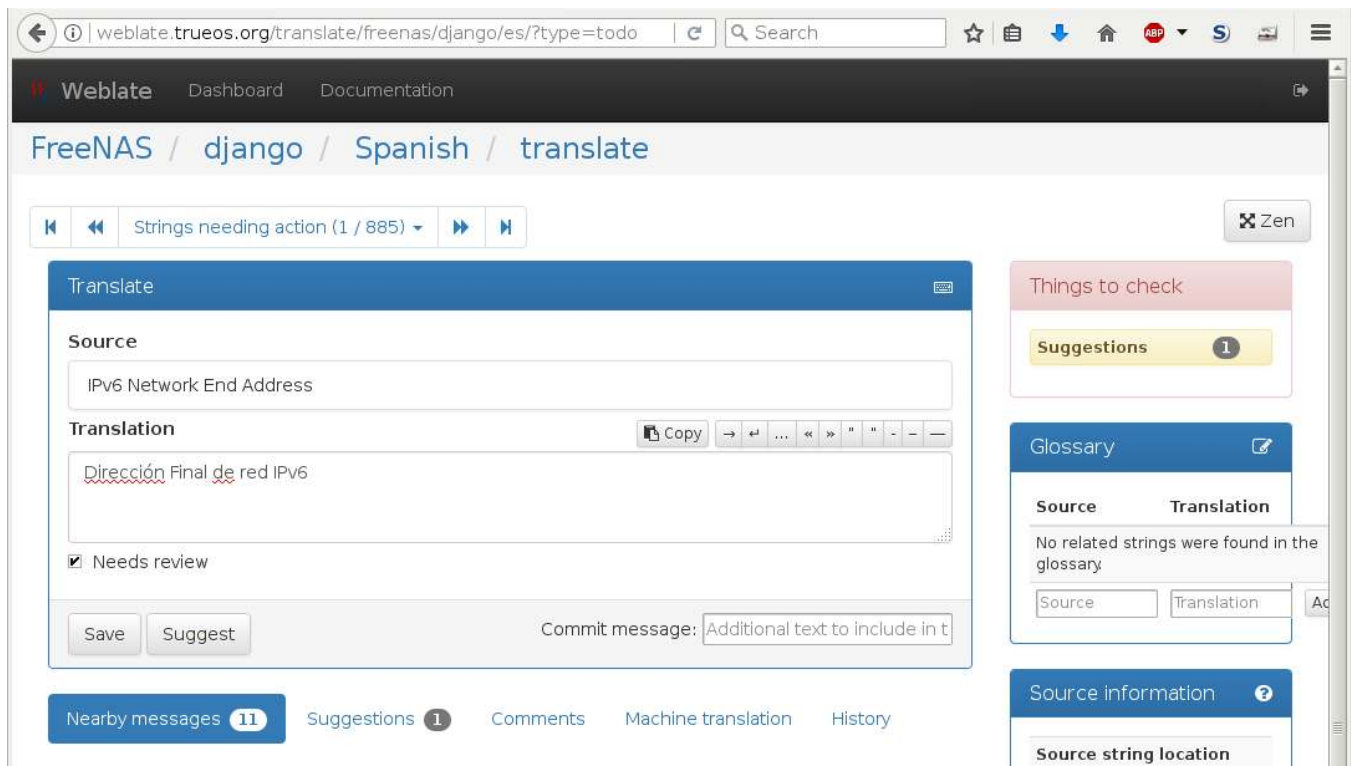 weblate.trueos.org/translate/freenas/django/es/?type=todo Search ABP S
Weblate Dashboard Documentation
FreeNAS / django / Spanish / translate
Strings needing action (1 / 885) Zen
Translate
Source
IPv6 Network End Address
Translation Copy → ↵ … « » " " - – —
Dirección Final de red IPv6
Needs review
Save Suggest Commit message: Additional text to include in t
Nearby messages 11 Suggestions 1 Comments Machine translation History
Things to check
Suggestions 1
Glossary
Source Translation
No related strings were found in the
glossary.
Source Translation Ad
Source information ?
Source string location